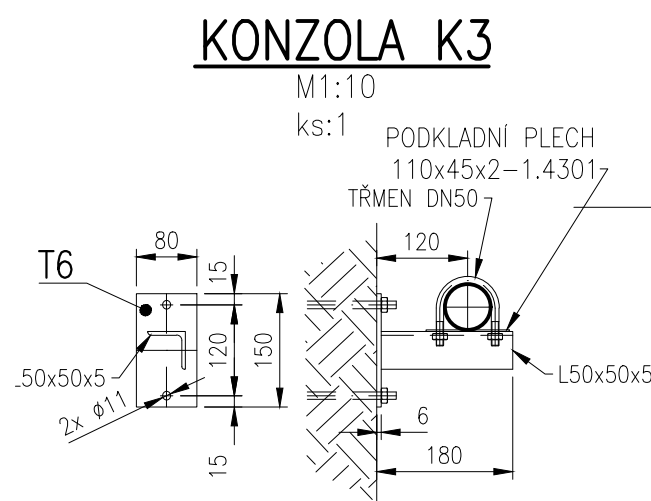 KONZOLA K3
M1:10
ks:1
PODKLADNÍ PLECH
110x45x2-1.4301
TŘMEN DN50
80
15
120
T6
120
150
50x50x5
L50x50x5
2x ø11
6
15
180